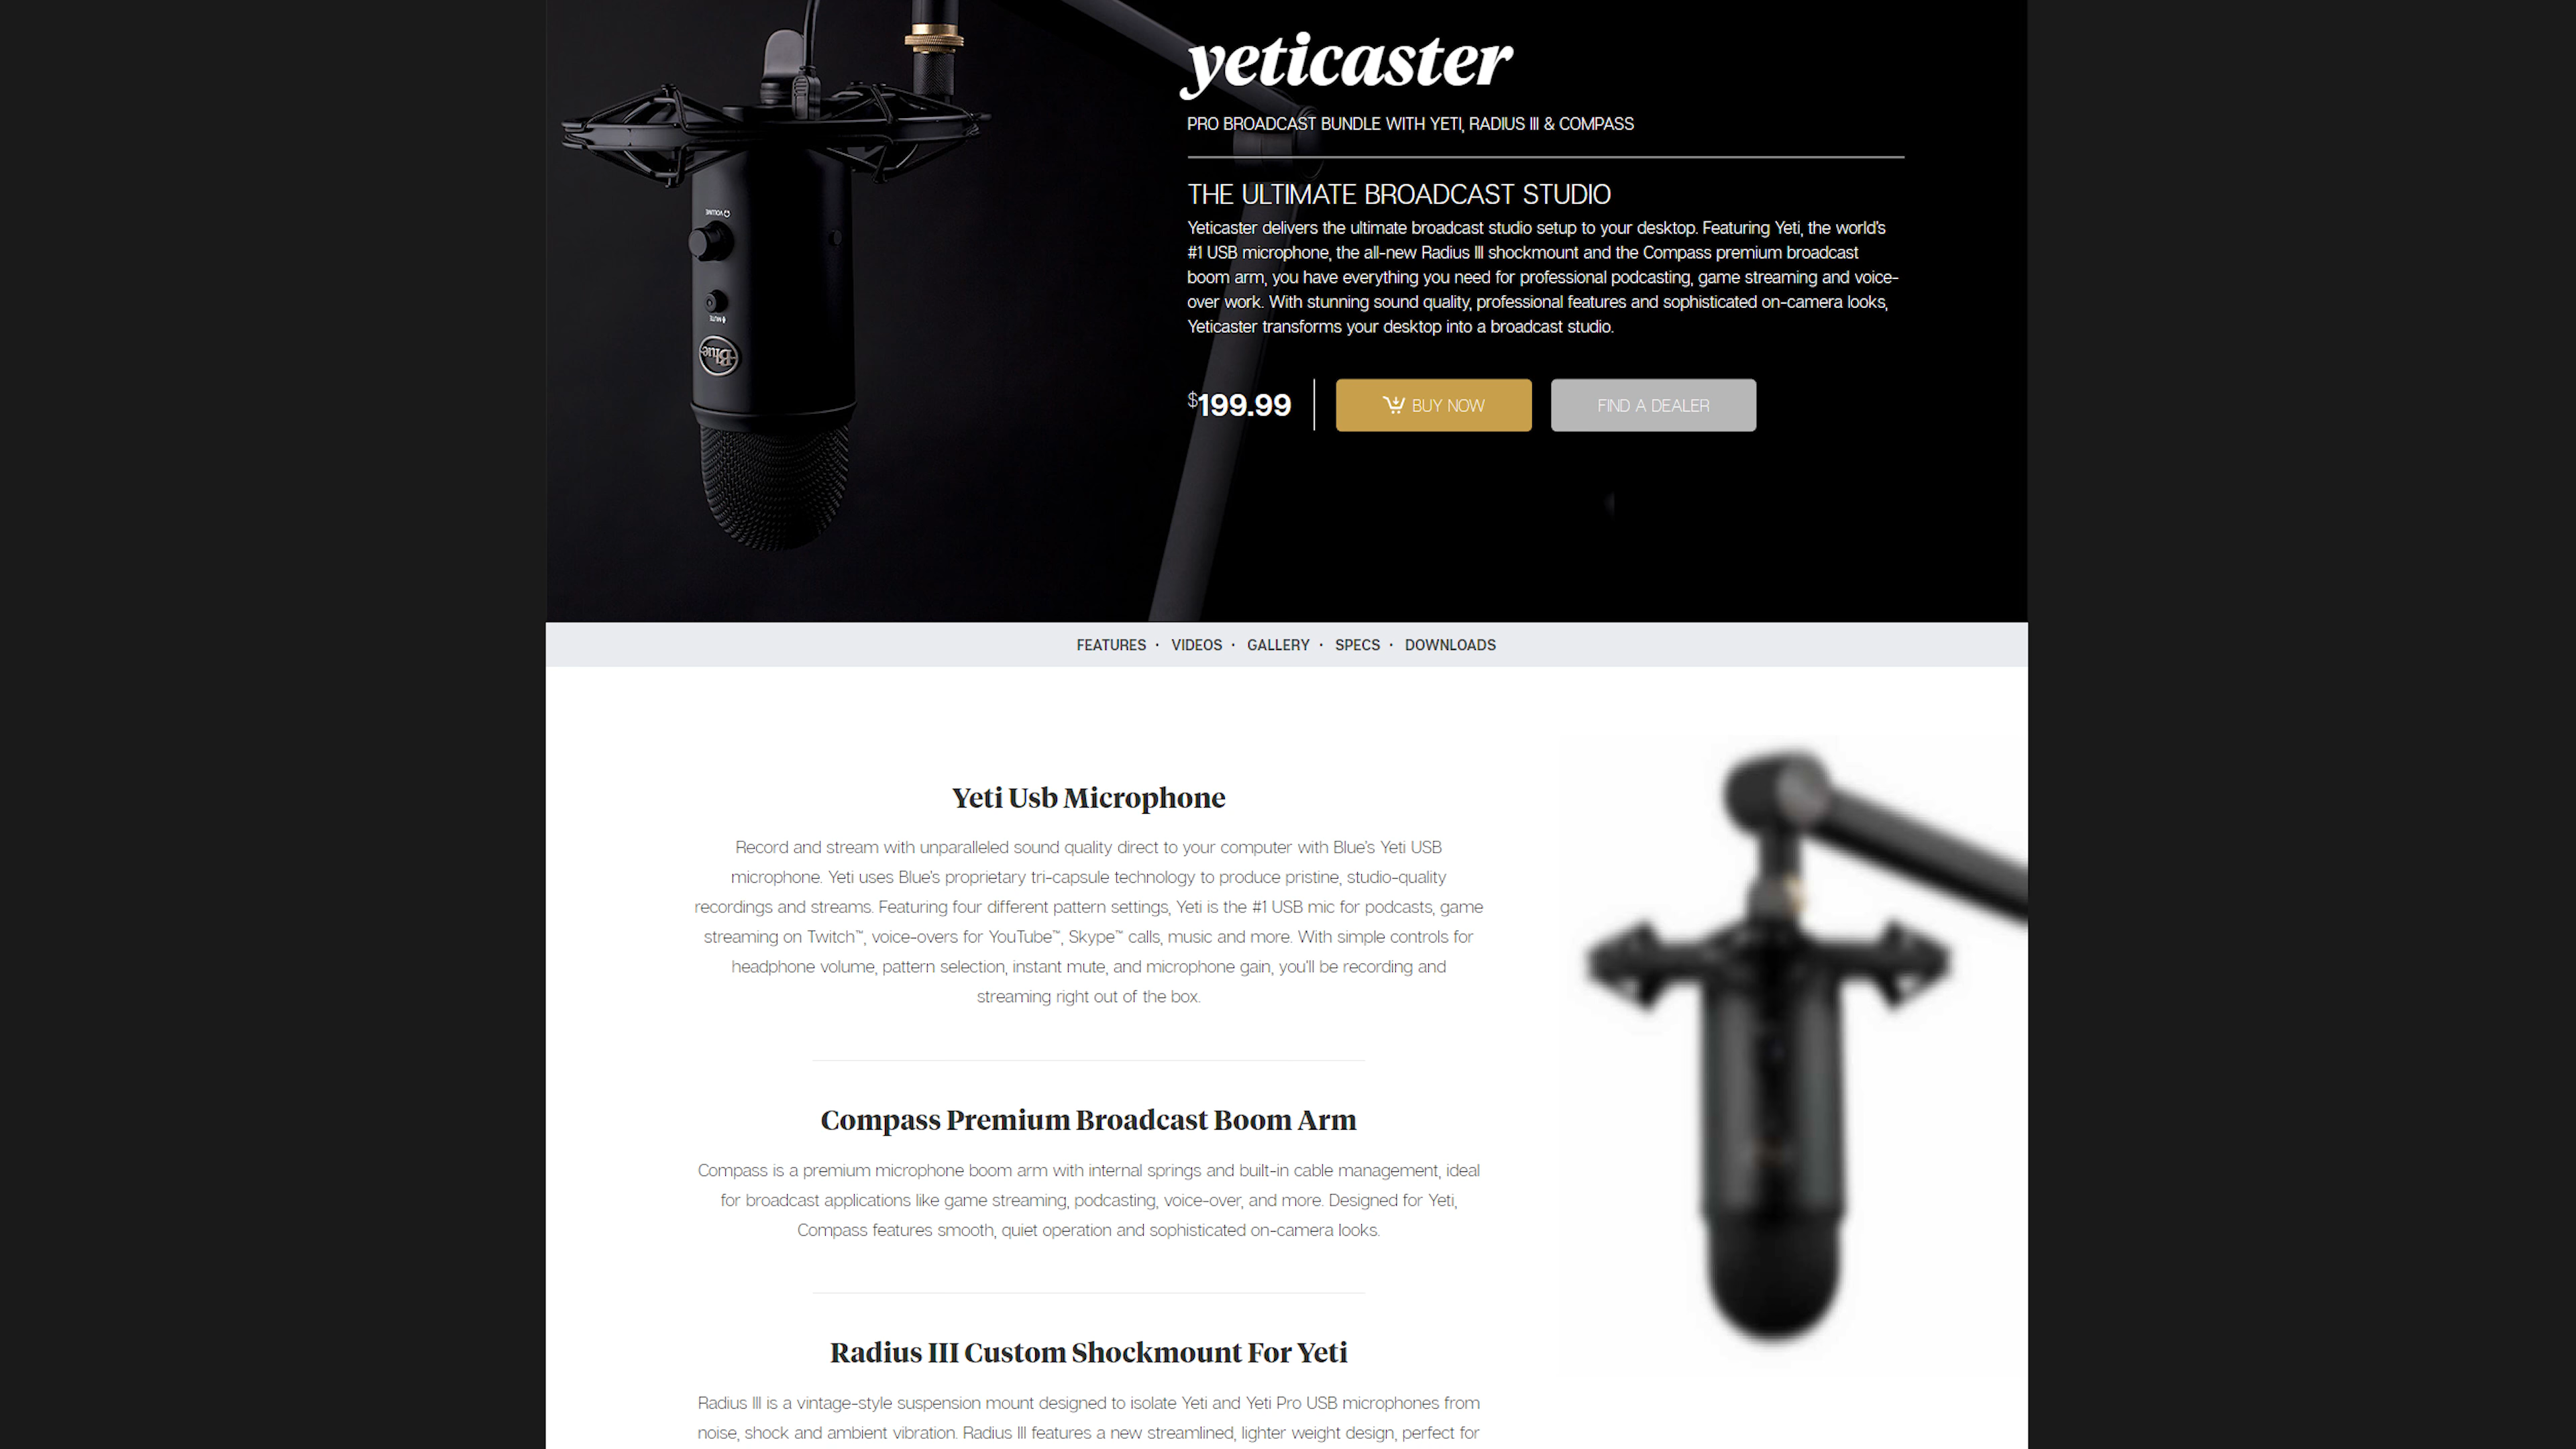 yeticaster
PRO BROADCAST BUNDLE WITH YETI, RADIUS III & COMPASS
THE ULTIMATE BROADCAST STUDIO
Yeticaster delivers the ultimate broadcast studio setup to your desktop. Featuring Yeti, the world's
#1 USB microphone, the all-new Radius III shockmount and the Compass premium broadcast
boom arm, you have everything you need for professional podcasting, game streaming and voice-
over work. With stunning sound quality, professional features and sophisticated on-camera looks,
Yeticaster transforms your desktop into a broadcast studio.
VOLUME
MUTE
Blue
$199.99
BUY NOW
FIND A DEALER
FEATURES · VIDEOS · GALLERY · SPECS · DOWNLOADS
Yeti Usb Microphone
Record and stream with unparalleled sound quality direct to your computer with Blue's Yeti USB
microphone. Yeti uses Blue's proprietary tri-capsule technology to produce pristine, studio-quality
recordings and streams. Featuring four different pattern settings, Yeti is the #1 USB mic for podcasts, game
streaming on Twitch™, voice-overs for YouTube™, Skype™ calls, music and more. With simple controls for
headphone volume, pattern selection, instant mute, and microphone gain, you'll be recording and
streaming right out of the box.
Compass Premium Broadcast Boom Arm
Compass is a premium microphone boom arm with internal springs and built-in cable management, ideal
for broadcast applications like game streaming, podcasting, voice-over, and more. Designed for Yeti,
Compass features smooth, quiet operation and sophisticated on-camera looks.
Radius III Custom Shockmount For Yeti
Radius III is a vintage-style suspension mount designed to isolate Yeti and Yeti Pro USB microphones from
noise, shock and ambient vibration. Radius III features a new streamlined, lighter weight design, perfect for